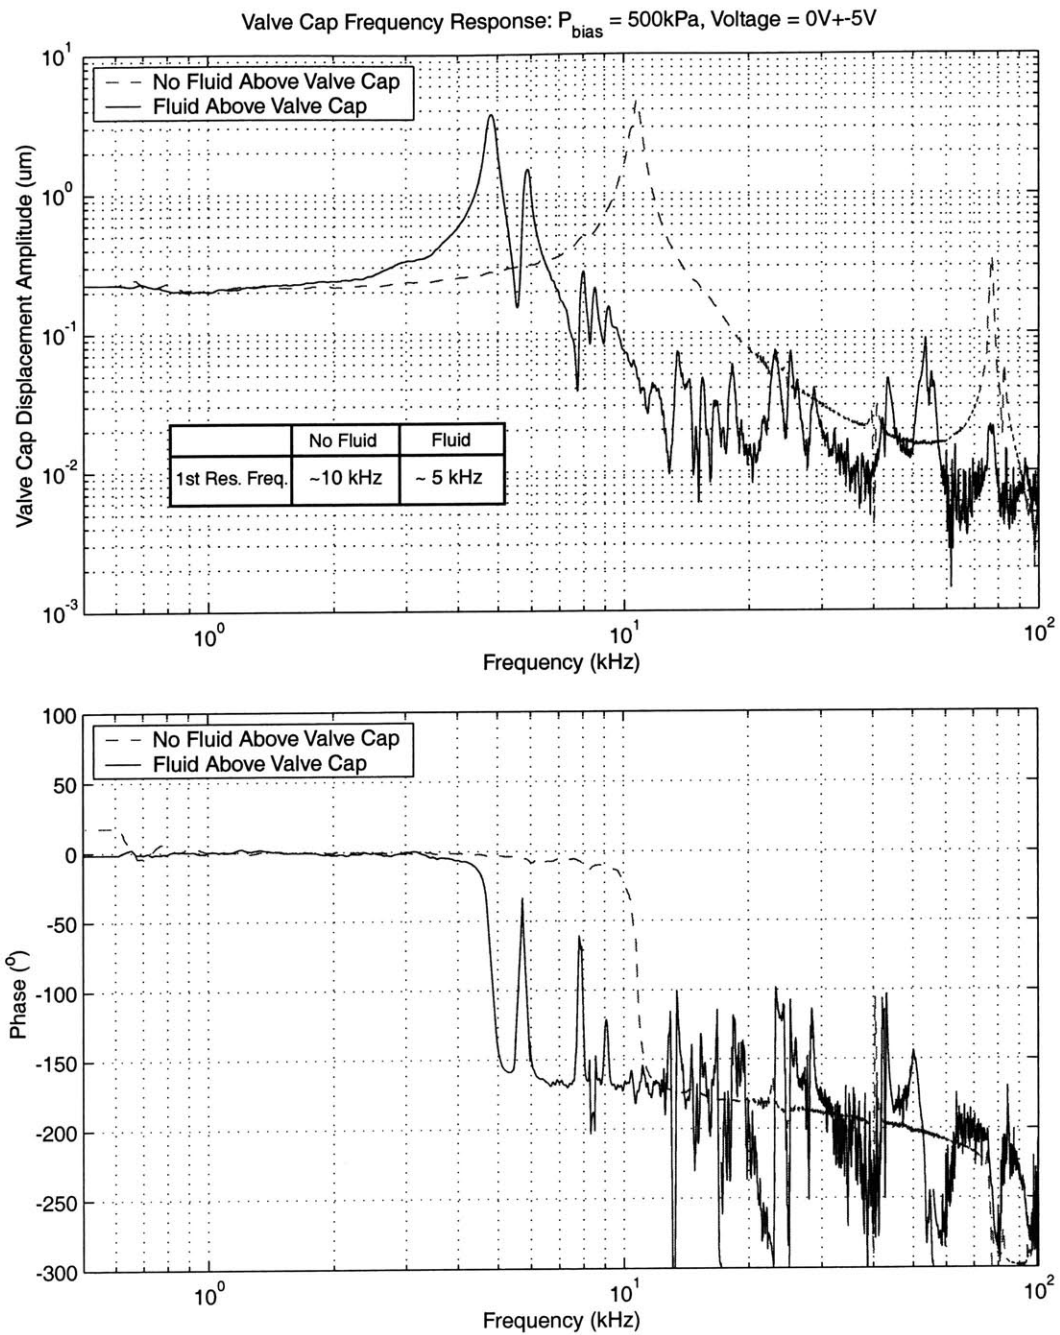 Valve Cap Frequency Response: P_bias = 500kPa, Voltage = 0V+-5V
10^1
No Fluid Above Valve Cap
Fluid Above Valve Cap
10^0
Valve Cap Displacement Amplitude (um)
10^-1
No Fluid Fluid
1st Res. Freq. ~10 kHz ~ 5 kHz
10^-2
10^-3
10^0 10^1 10^2
Frequency (kHz)
100
No Fluid Above Valve Cap
Fluid Above Valve Cap
50
0
-50
Phase (°)
-100
-150
-200
-250
-300
10^0 10^1 10^2
Frequency (kHz)